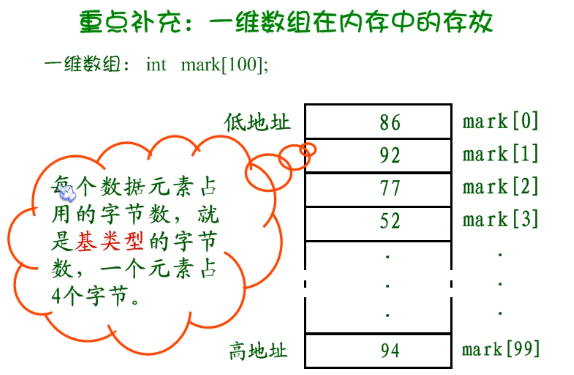 重点补充：一维数组在内存中的存放
一维数组： int mark[100];
低地址 86 mark[0]
92 mark[1]
77 mark[2]
52 mark[3]
每个数据元素占
用的字节数，就
是基类型的字节
数，一个元素占
4个字节。
高地址 94 mark[99]